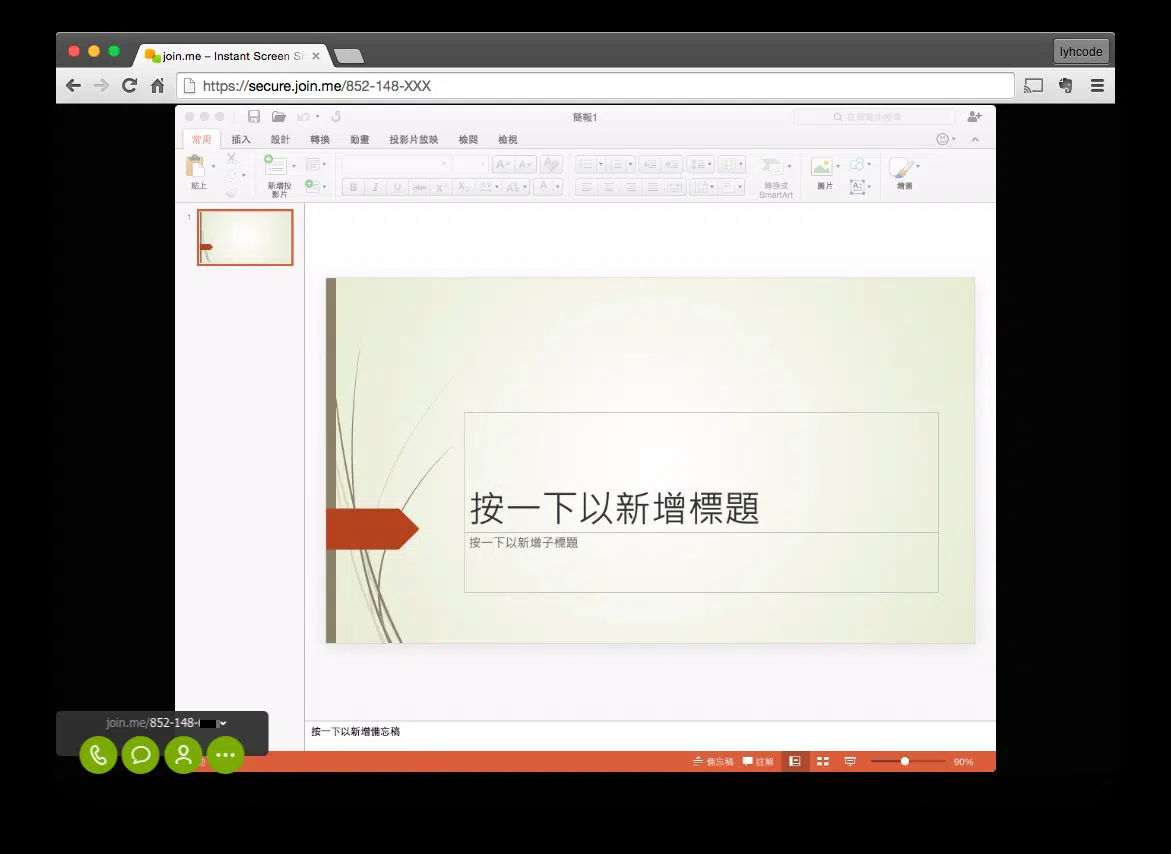 join.me – Instant Screen S
lyhcode
https://secure.join.me/852-148-XXX
簡報1
在簡報中搜尋
常用 插入 設計 轉換 動畫 投影片放映 校閱 檢視
貼上
新增投
影片
B I U abc X² X₂
轉換成
SmartArt
圖片
繪圖
1
按一下以新增標題
按一下以新增子標題
join.me/852-148-
按一下以新增備忘稿
備忘稿 註解 90%